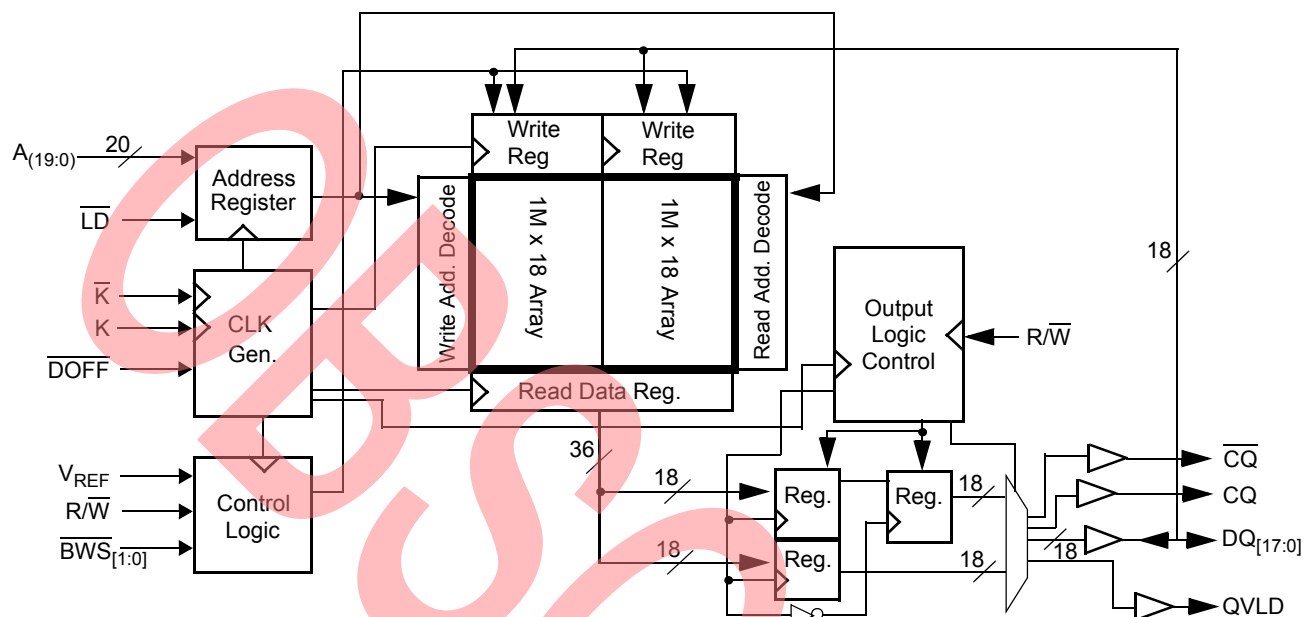 A(19:0)
20
LD
Address
Register
K
K
DOFF
CLK
Gen.
VREF
R/W
BWS[1:0]
Control
Logic
Write
Reg
Write
Reg
Write Add. Decode
1M x 18 Array
1M x 18 Array
Read Add. Decode
Read Data Reg.
Output
Logic
Control
R/W
18
36
18
18
Reg.
Reg.
Reg.
18
18
18
CQ
CQ
DQ[17:0]
QVLD
OBSO